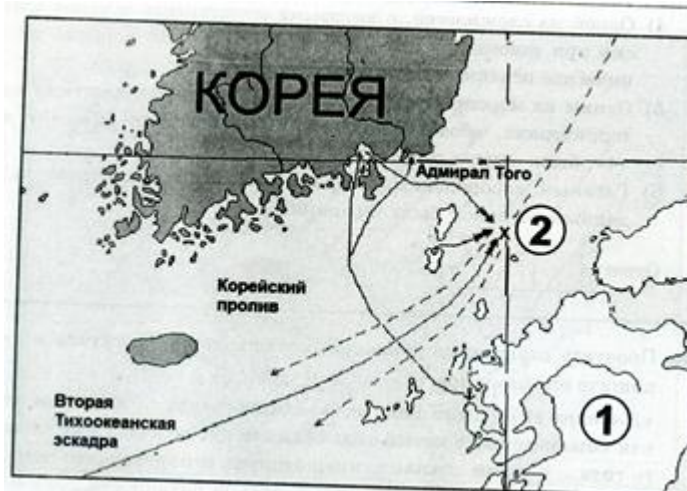 КОРЕЯ
Адмирал Того
2
Корейский
пролив
Вторая
Тихоокеанская
эскадра
1